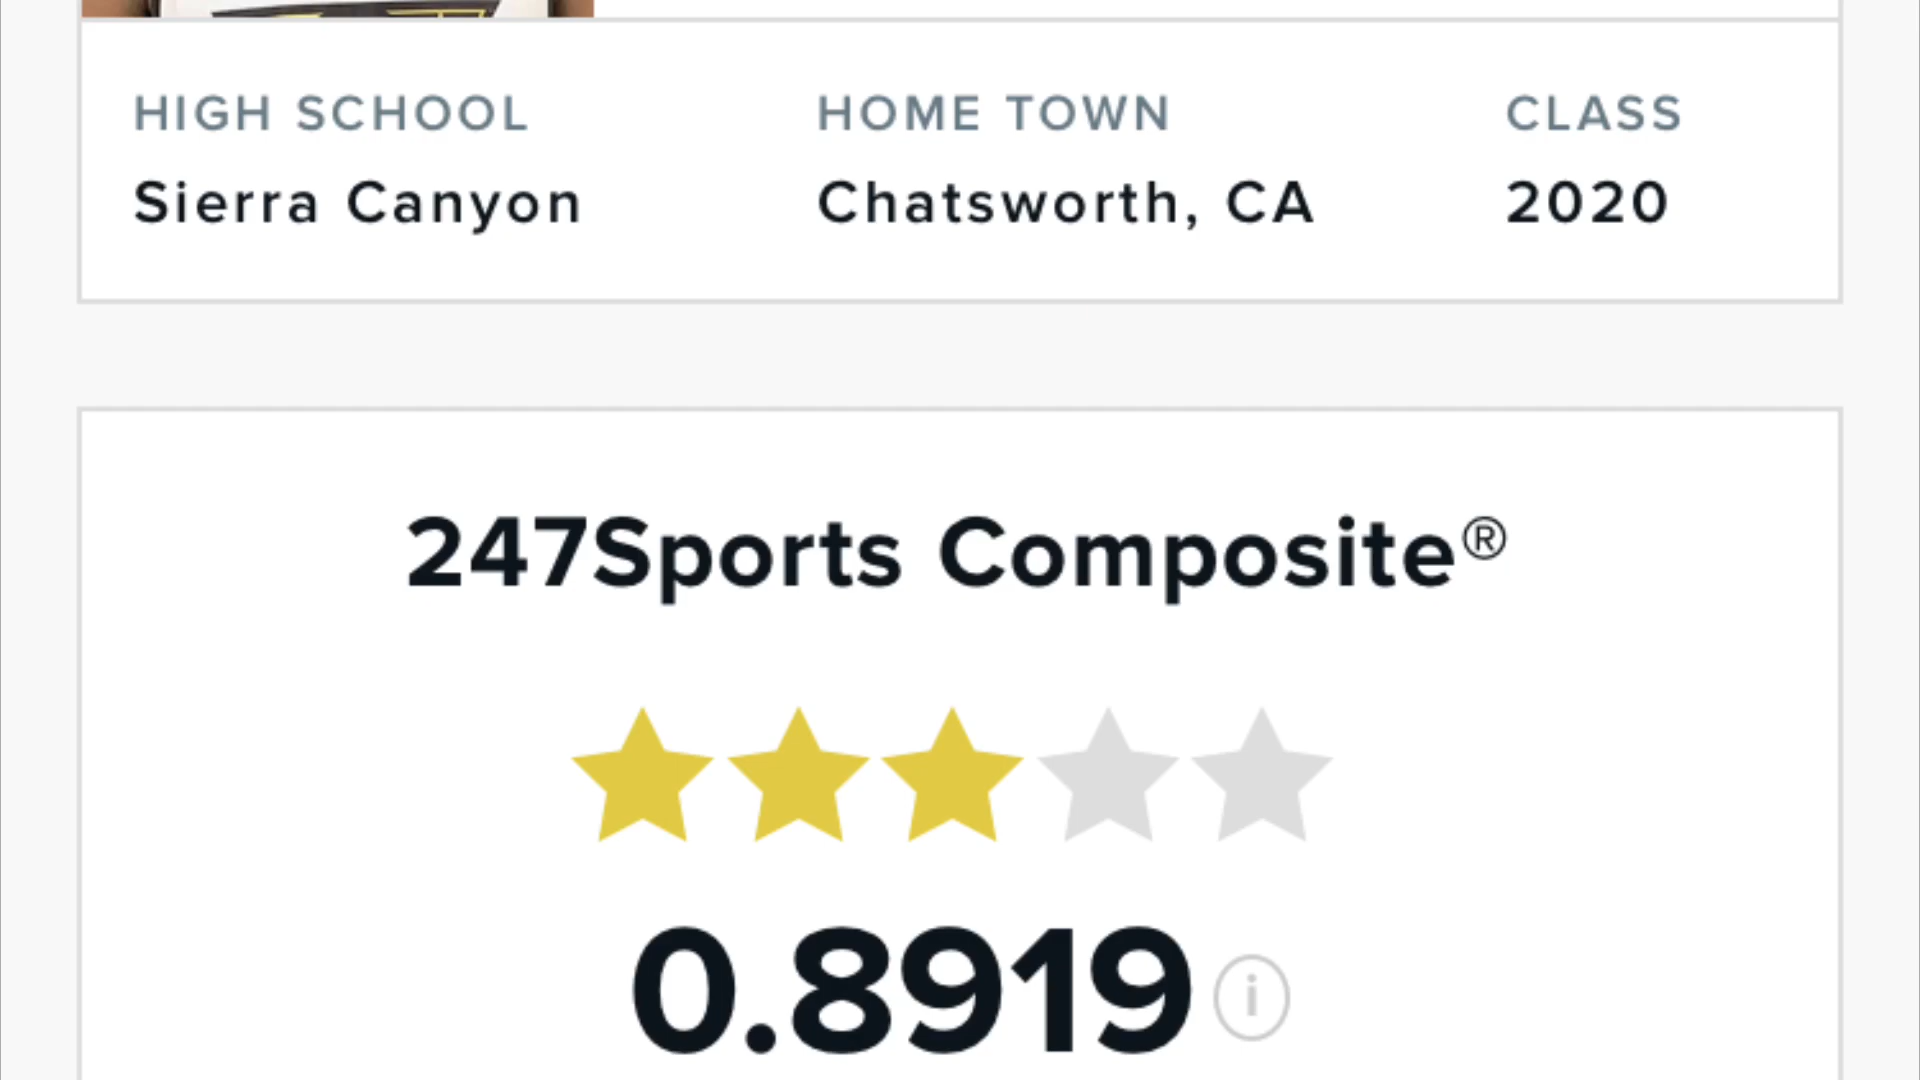 HIGH SCHOOL HOME TOWN CLASS
Sierra Canyon Chatsworth, CA 2020
247Sports Composite®
0.8919 i